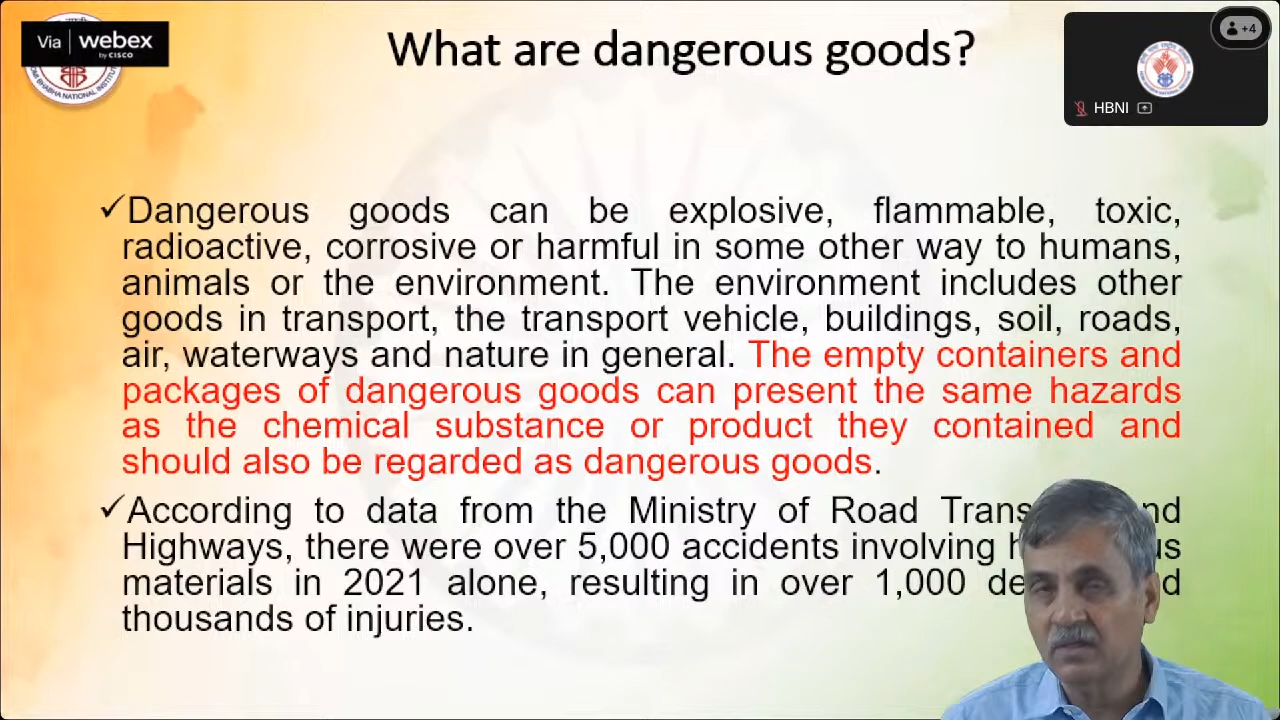 Via webex
by CISCO
BHABHA NATIONAL
What are dangerous goods?
+4
HBNI
✓Dangerous goods can be explosive, flammable, toxic,
radioactive, corrosive or harmful in some other way to humans,
animals or the environment. The environment includes other
goods in transport, the transport vehicle, buildings, soil, roads,
air, waterways and nature in general. The empty containers and
packages of dangerous goods can present the same hazards
as the chemical substance or product they contained and
should also be regarded as dangerous goods.
✓According to data from the Ministry of Road
Highways, there were over 5,000 accidents involving
materials in 2021 alone, resulting in over 1,000
thousands of injuries.